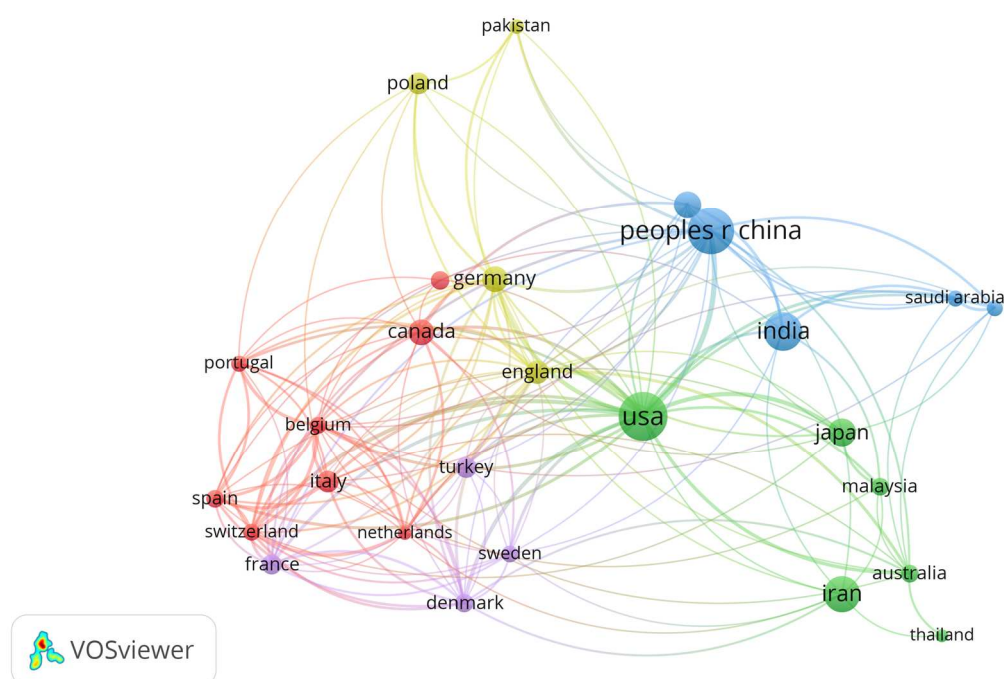 pakistan
poland
peoples r china
germany
saudi arabia
canada
india
portugal
england
usa
belgium
japan
turkey
italy
malaysia
spain
switzerland
netherlands
sweden
france
australia
iran
denmark
thailand
VOSviewer